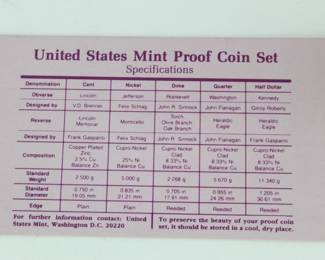 United States Mint Proof Coin Set
Specifications
Denomination Cent Nickel Dime Quarter Half Dollar
Obverse Lincoln Jefferson Roosevelt Washington Kennedy
Designed by V.D. Brenner Felix Schlag John R. Sinnock John Flanagan Gilroy Roberts
Reverse Lincoln Memorial Monticello Torch Olive Branch Oak Branch Heraldic Eagle Heraldic Eagle
Designed by Frank Gasparro Felix Schlag John R. Sinnock John Flanagan Frank Gasparro
Composition Copper Plated Zinc 2.5% Cu Balance Zn Cupro-Nickel 25% Ni Balance Cu Cupro-Nickel Clad 8.33% Ni Balance Cu Cupro-Nickel Clad 8.33% Ni Balance Cu Cupro-Nickel Clad 8.33% Ni Balance Cu
Standard Weight 2.500 g 5.000 g 2.268 g 5.670 g 11.340 g
Standard Diameter 0.750 in 19.05 mm 0.835 in 21.21 mm 0.705 in 17.91 mm 0.955 in 24.26 mm 1.205 in 30.61 mm
Edge Plain Plain Reeded Reeded Reeded
For further information contact: United
States Mint, Washington D.C. 20220
To preserve the beauty of your proof coin
set, it should be stored in a cool, dry place.